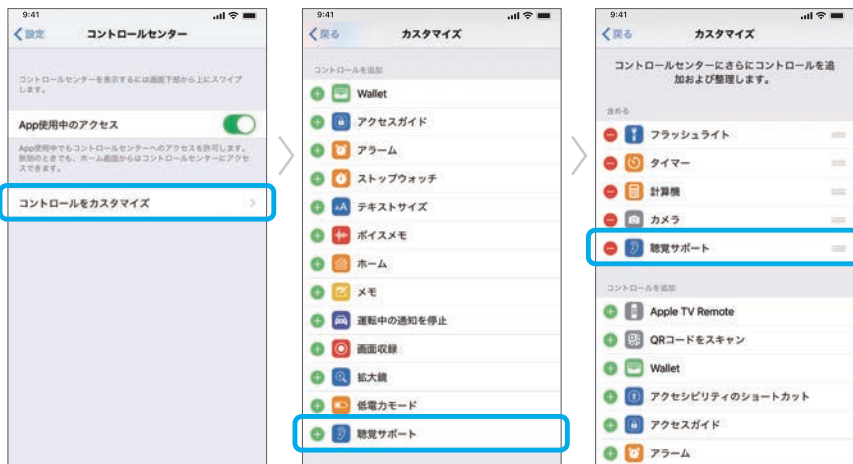 9:41
設定
コントロールセンター
コントロールセンターを表示するには画面下部から上にスワイプ
します。
App使用中のアクセス
App使用中でもコントロールセンターへのアクセスを許可します。
無効のときでも、ホーム画面からはコントロールセンターにアクセ
スできます。
コントロールをカスタマイズ
9:41
戻る
カスタマイズ
コントロールを追加
Wallet
アクセスガイド
アラーム
ストップウォッチ
AA テキストサイズ
ボイスメモ
ホーム
メモ
運転中の通知を停止
画面収録
拡大鏡
低電力モード
聴覚サポート
9:41
戻る
カスタマイズ
コントロールセンターにさらにコントロールを追
加および整理します。
含める
フラッシュライト
タイマー
計算機
カメラ
聴覚サポート
コントロールを追加
Apple TV Remote
QRコードをスキャン
Wallet
アクセシビリティのショートカット
アクセスガイド
アラーム